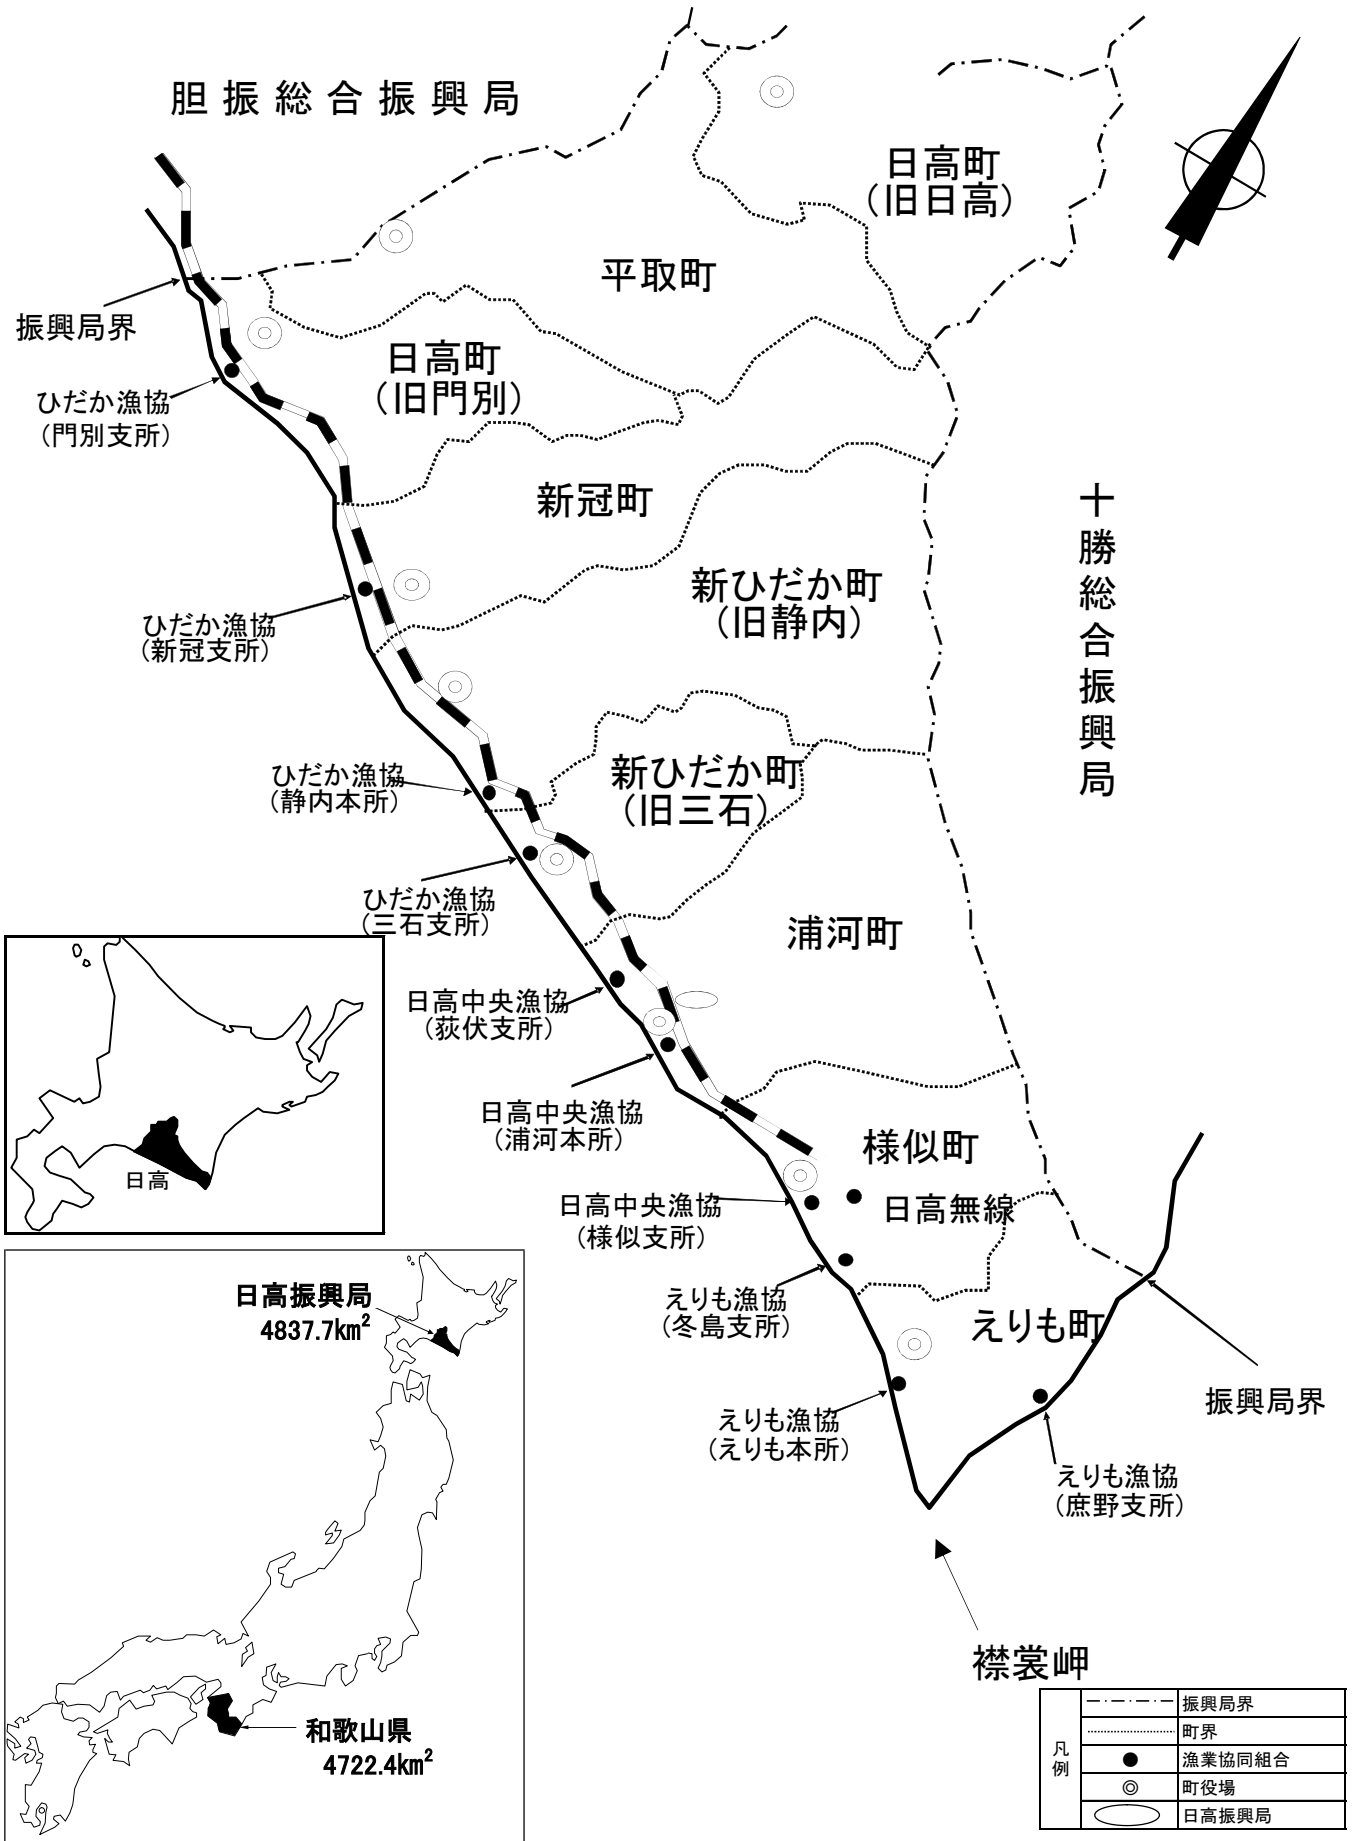 胆振総合振興局
日高町
(旧日高)
平取町
振興局界
日高町
(旧門別)
ひだか漁協
(門別支所)
新冠町
十勝総合振興局
新ひだか町
(旧静内)
ひだか漁協
(新冠支所)
新ひだか町
(旧三石)
ひだか漁協
(静内本所)
ひだか漁協
(三石支所)
浦河町
日高中央漁協
(荻伏支所)
日高中央漁協
(浦河本所)
様似町
日高無線
日高中央漁協
(様似支所)
えりも漁協
(冬島支所)
えりも町
振興局界
えりも漁協
(えりも本所)
えりも漁協
(庶野支所)
襟裳岬
日高
日高振興局
4837.7km²
和歌山県
4722.4km²
凡例
振興局界
町界
漁業協同組合
町役場
日高振興局